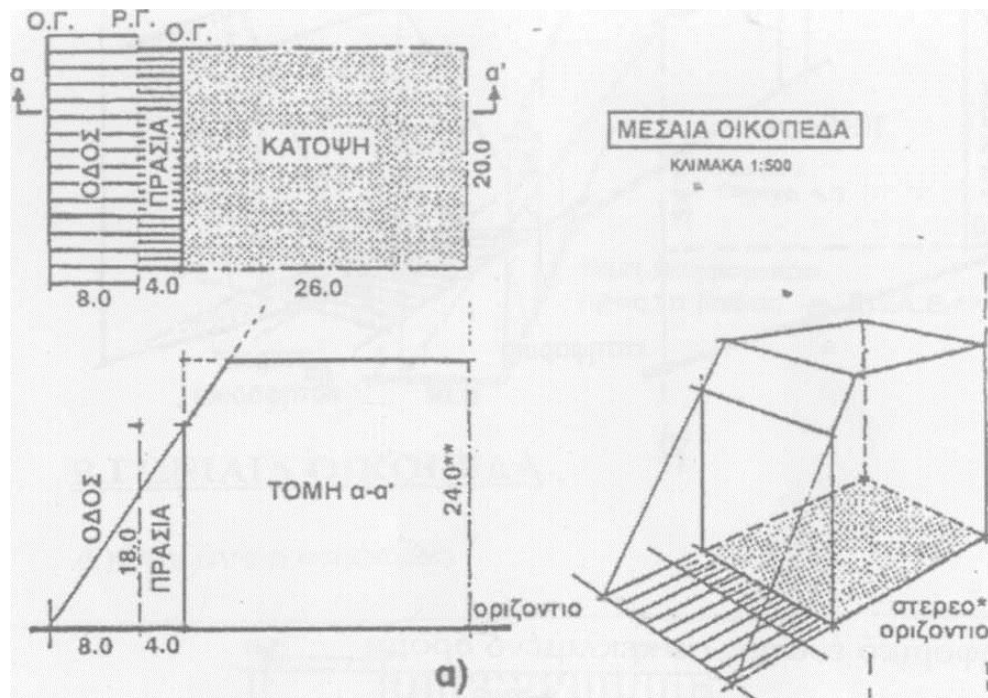 Ο.Γ. Ρ.Γ. Ο.Γ.
α α'
ΟΔΟΣ
ΠΡΑΣΙΑ
ΚΑΤΟΨΗ
20.0
8.0 4.0 26.0
ΜΕΣΑΙΑ ΟΙΚΟΠΕΔΑ
ΚΛΙΜΑΚΑ 1:500
ΟΔΟΣ
18.0
ΠΡΑΣΙΑ
ΤΟΜΗ α-α'
24.0**
οριζοντιο
8.0 4.0
α)
στερεο*
οριζοντιο